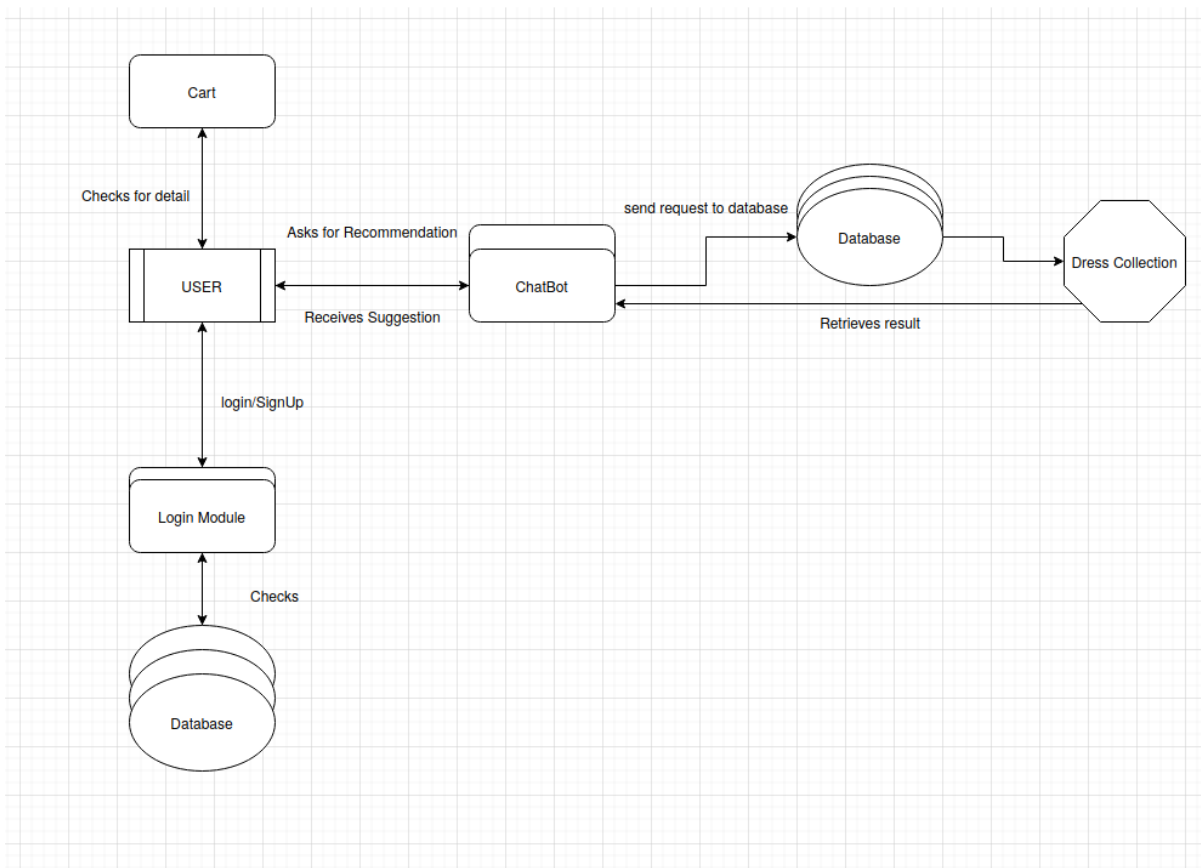 Cart
Checks for detail
send request to database
Asks for Recommendation
Database
Dress Collection
USER
ChatBot
Receives Suggestion
Retrieves result
login/SignUp
Login Module
Checks
Database